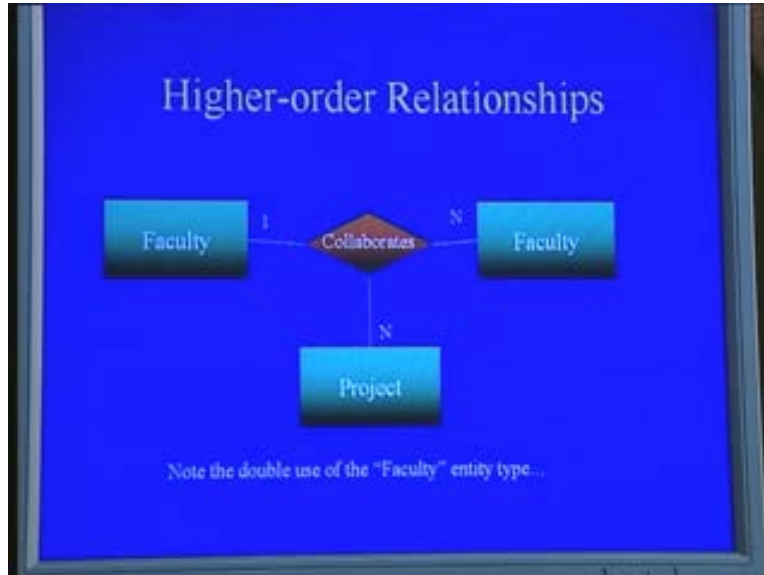 Higher-order Relationships
Faculty
1
Collaborates
N
Faculty
N
Project
Note the double use of the “Faculty” entity type...